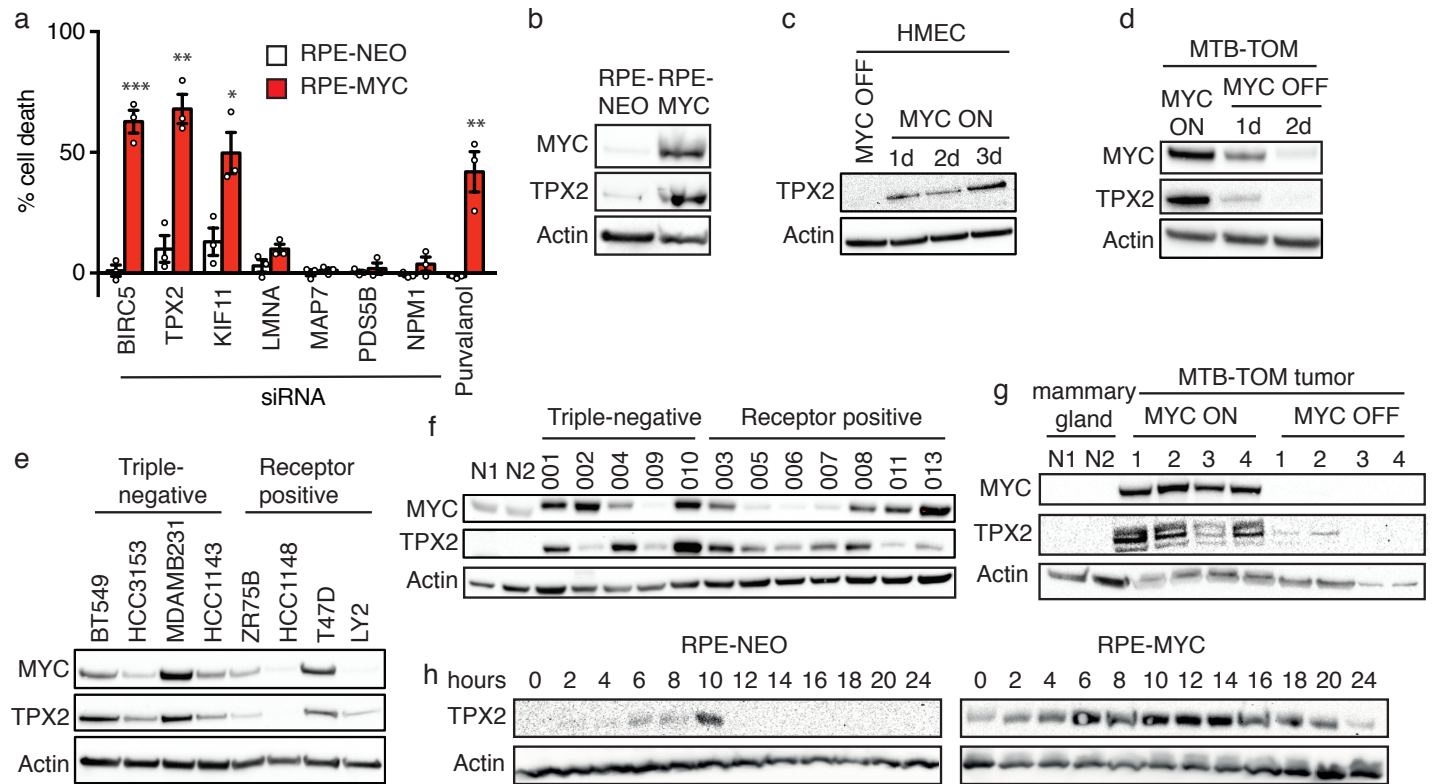 a
100
50
0
% cell death
*** ** * **
RPE-NEO
RPE-MYC
BIRC5
TPX2
KIF11
LMNA
MAP7
PDS5B
NPM1
Purvalanol
siRNA
b
RPE- RPE-
NEO MYC
MYC
TPX2
Actin
c
HMEC
MYC OFF
MYC ON
1d 2d 3d
TPX2
Actin
d
MTB-TOM
MYC MYC OFF
ON 1d 2d
MYC
TPX2
Actin
e
Triple- Receptor
negative positive
BT549
HCC3153
MDAMB231
HCC1143
ZR75B
HCC1148
T47D
LY2
MYC
TPX2
Actin
f
Triple-negative Receptor positive
N1 N2 001 002 004 009 010 003 005 006 007 008 011 013
MYC
TPX2
Actin
g
mammary MTB-TOM tumor
gland MYC ON MYC OFF
N1 N2 1 2 3 4 1 2 3 4
MYC
TPX2
Actin
h
RPE-NEO RPE-MYC
hours 0 2 4 6 8 10 12 14 16 18 20 24 0 2 4 6 8 10 12 14 16 18 20 24
TPX2
Actin